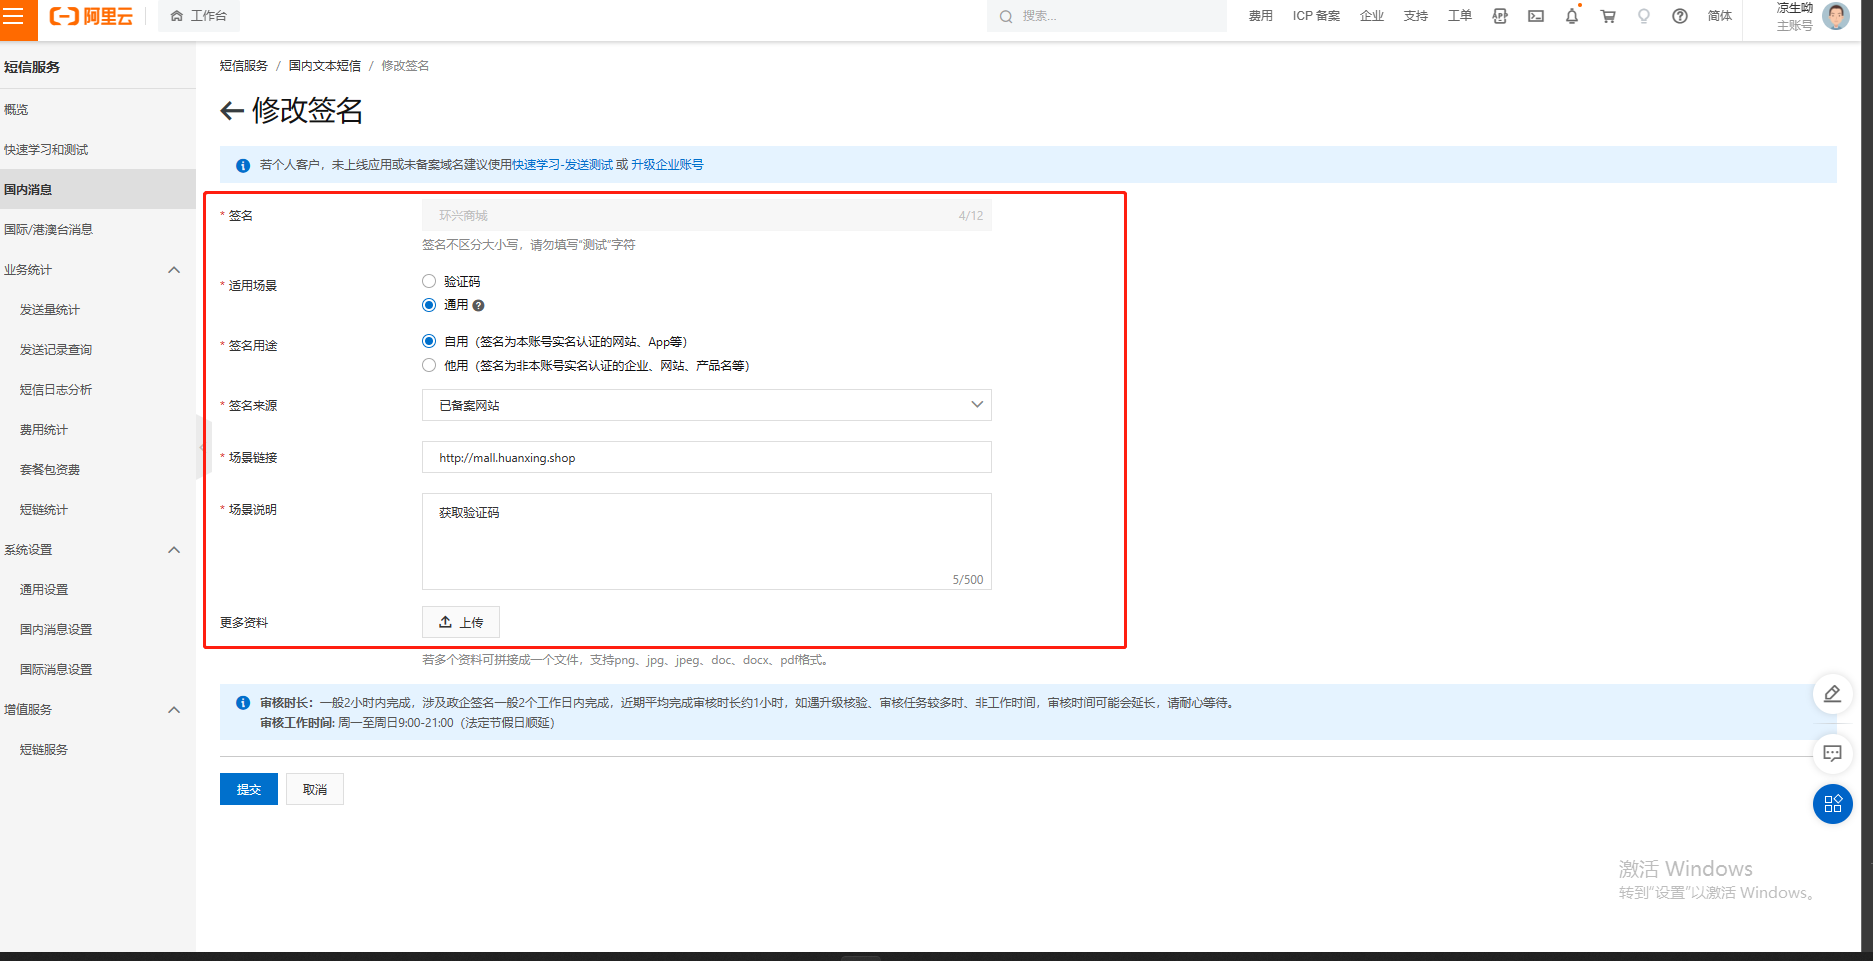 阿里云
工作台
搜索...
费用
ICP 备案
企业
支持
工单
简体
凉生呦
主账号
短信服务
概览
快速学习和测试
国内消息
国际/港澳台消息
业务统计
发送量统计
发送记录查询
短信日志分析
费用统计
套餐包资费
短链统计
系统设置
通用设置
国内消息设置
国际消息设置
增值服务
短链服务
短信服务 / 国内文本短信 / 修改签名
修改签名
若个人客户，未上线应用或未备案域名建议使用快速学习-发送测试 或 升级企业账号
* 签名
环兴商城
4/12
签名不区分大小写，请勿填写“测试”字符
* 适用场景
验证码
通用
* 签名用途
自用（签名为本账号实名认证的网站、App等）
他用（签名为非本账号实名认证的企业、网站、产品名等）
* 签名来源
已备案网站
* 场景链接
http://mall.huanxing.shop
* 场景说明
获取验证码
5/500
更多资料
上传
若多个资料可拼接成一个文件，支持png、jpg、jpeg、doc、docx、pdf格式。
审核时长：一般2小时内完成，涉及政企签名一般2个工作日内完成，近期平均完成审核时长约1小时，如遇升级核验、审核任务较多时、非工作时间，审核时间可能会延长，请耐心等待。
审核工作时间: 周一至周日9:00-21:00（法定节假日顺延）
提交
取消
激活 Windows
转到“设置”以激活 Windows。